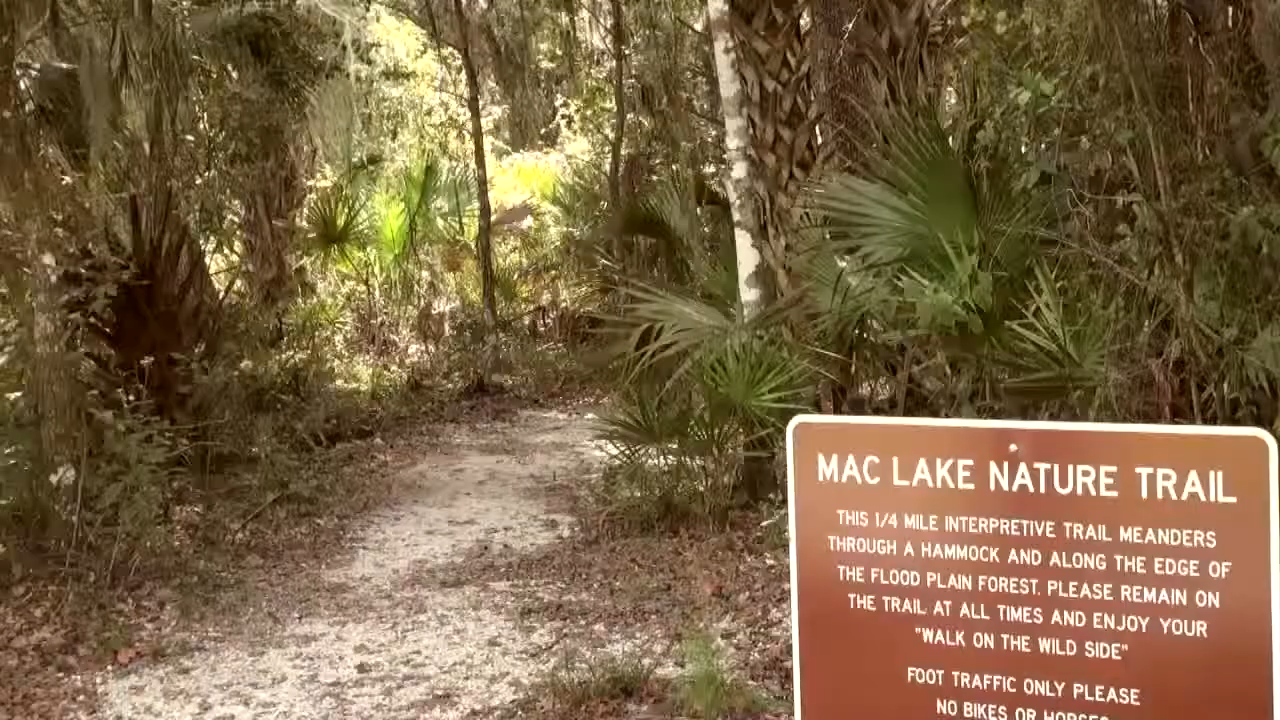 MAC LAKE NATURE TRAIL
THIS 1/4 MILE INTERPRETIVE TRAIL MEANDERS
THROUGH A HAMMOCK AND ALONG THE EDGE OF
THE FLOOD PLAIN FOREST. PLEASE REMAIN ON
THE TRAIL AT ALL TIMES AND ENJOY YOUR
"WALK ON THE WILD SIDE"
FOOT TRAFFIC ONLY PLEASE
NO BIKES OR HORSES